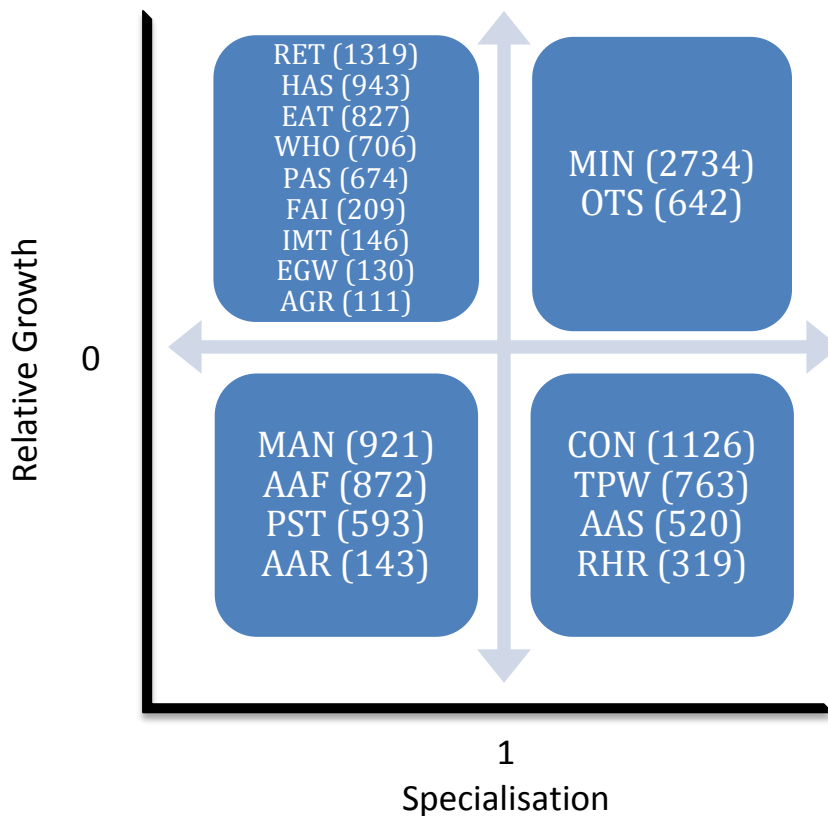 RET (1319)
HAS (943)
EAT (827)
WHO (706)
PAS (674)
FAI (209)
IMT (146)
EGW (130)
AGR (111)
MIN (2734)
OTS (642)
Relative Growth
0
MAN (921)
AAF (872)
PST (593)
AAR (143)
CON (1126)
TPW (763)
AAS (520)
RHR (319)
1
Specialisation